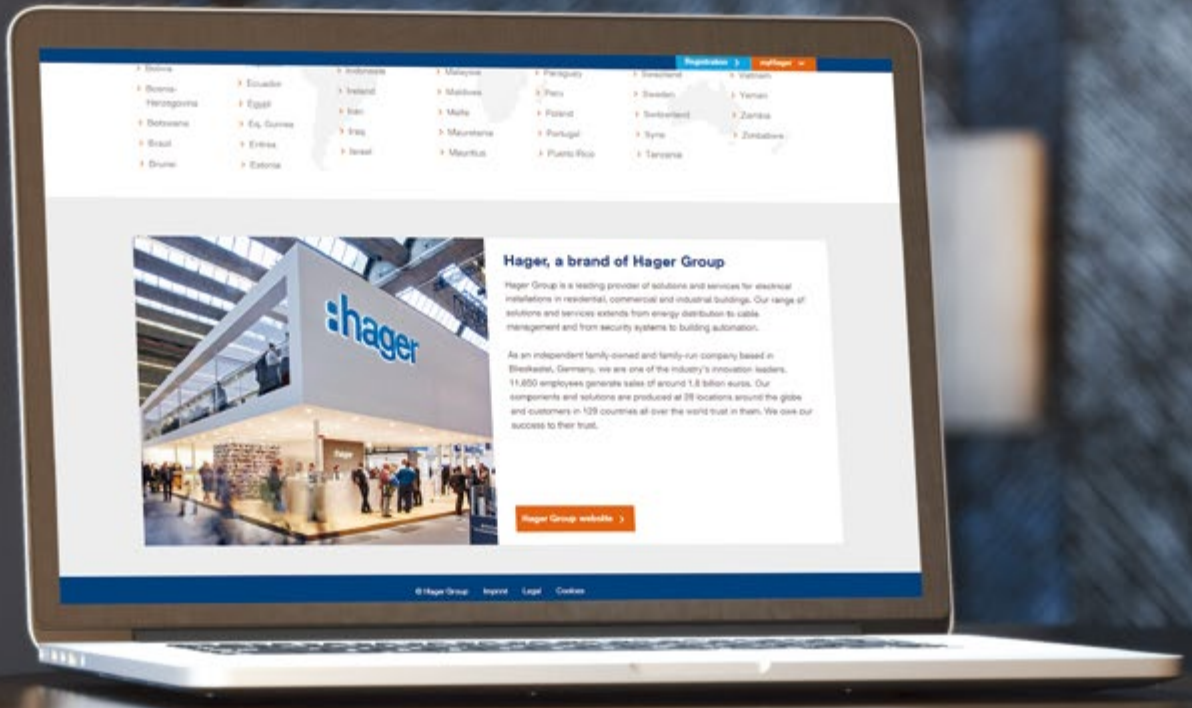 Registration myHager
Bolivia Indonesia Malaysia Paraguay Swaziland Vietnam
Bosnia- Ecuador Ireland Maldives Peru Sweden Yemen
Herzegovina Egypt Iran Malta Poland Switzerland Zambia
Botswana Eq. Guinea Iraq Mauretania Portugal Syria Zimbabwe
Brazil Eritrea Israel Mauritius Puerto Rico Tanzania
Brunei Estonia
:hager
hager
Hager, a brand of Hager Group
Hager Group is a leading provider of solutions and services for electrical
installations in residential, commercial and industrial buildings. Our range of
solutions and services extends from energy distribution to cable
management and from security systems to building automation.
As an independent family-owned and family-run company based in
Blieskastel, Germany, we are one of the industry's innovation leaders.
11,650 employees generate sales of around 1.8 billion euros. Our
components and solutions are produced at 28 locations around the globe
and customers in 129 countries all over the world trust in them. We owe our
success to their trust.
Hager Group website
© Hager Group Imprint Legal Cookies